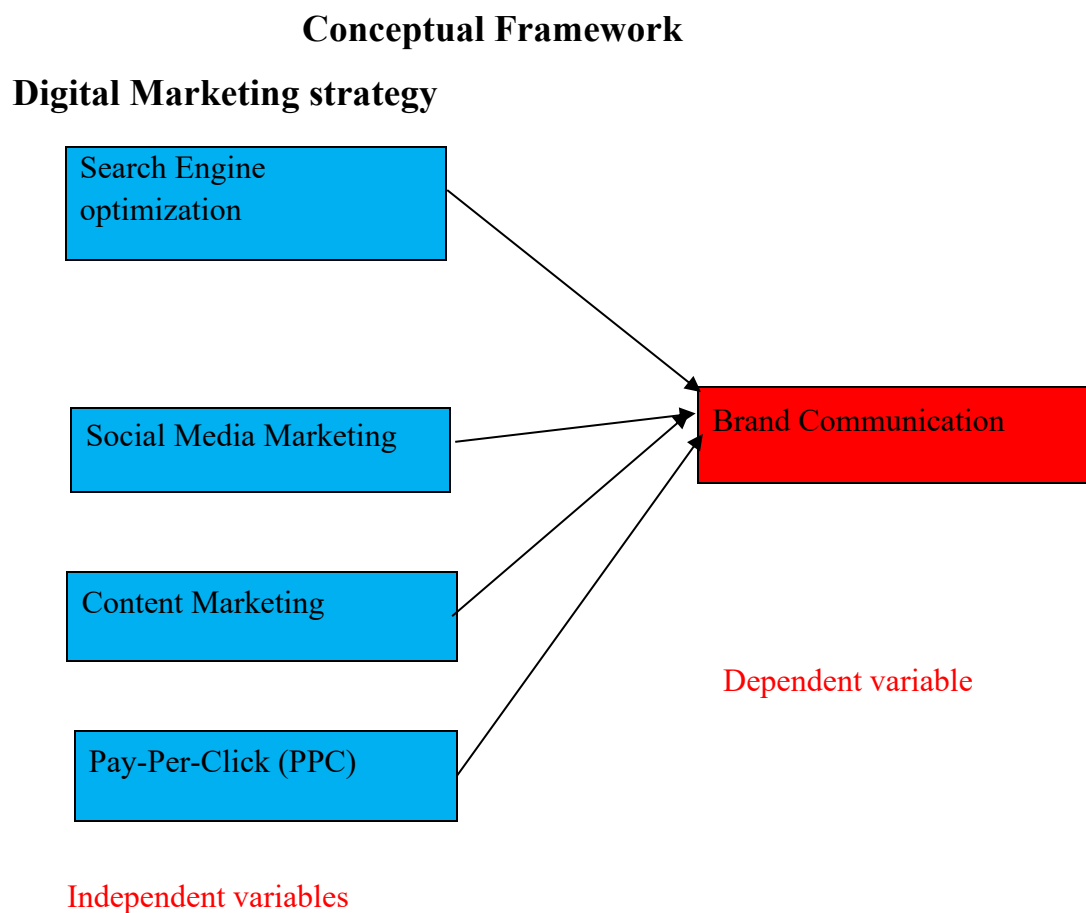 Conceptual Framework
Digital Marketing strategy
Search Engine
optimization
Social Media Marketing
Brand Communication
Content Marketing
Dependent variable
Pay-Per-Click (PPC)
Independent variables